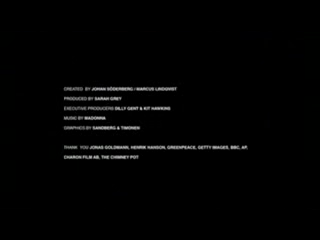 CREATED BY JOHAN SÖDERBERG / MARCUS LINDQVIST
PRODUCED BY SARAH GREY
EXECUTIVE PRODUCERS DILLY GENT & KIT HAWKINS
MUSIC BY MADONNA
GRAPHICS BY SANDBERG & TIMONEN
THANK YOU JONAS GOLDMANN, HENRIK HANSON, GREENPEACE, GETTY IMAGES, BBC, AP,
CHARON FILM AB, THE CHIMNEY POT